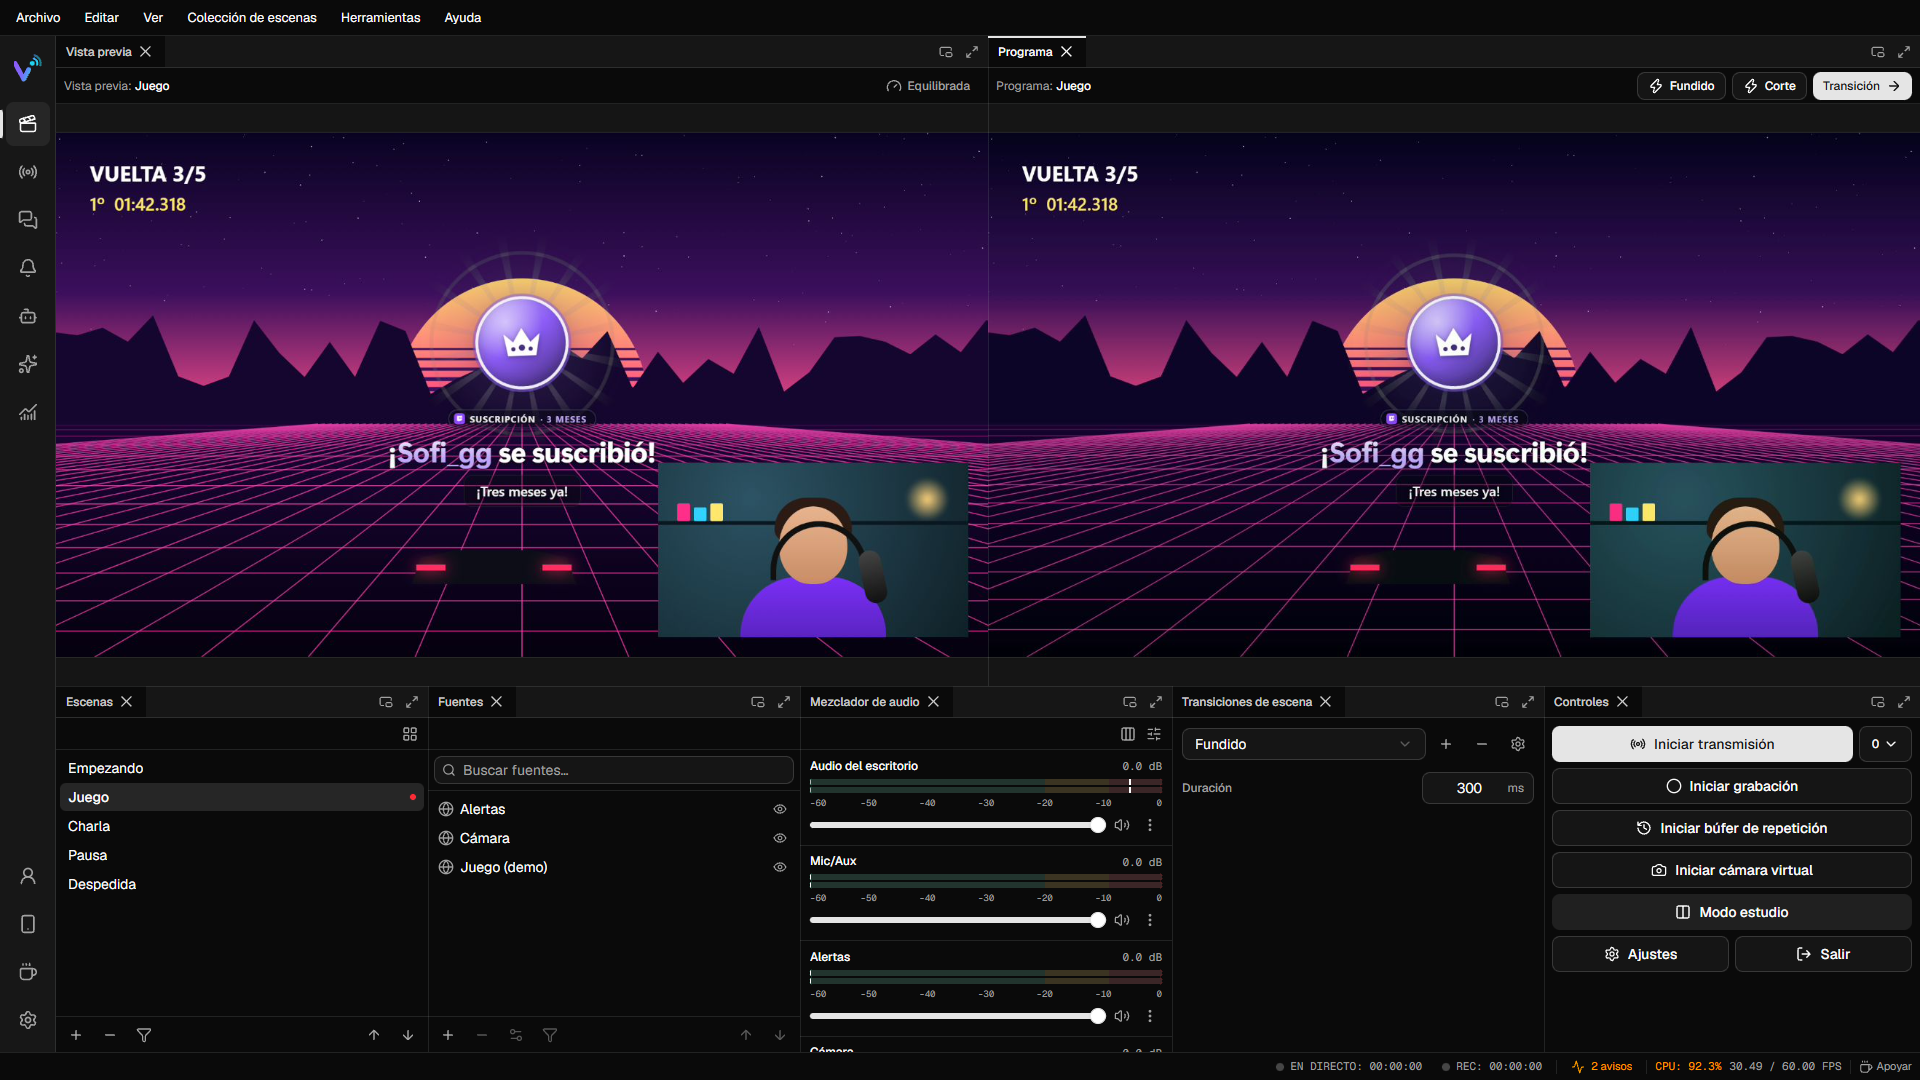 Archivo Editar Ver Colección de escenas Herramientas Ayuda
Vista previa
Vista previa: Juego Equilibrada
VUELTA 3/5
1º 01:42.318
SUSCRIPCIÓN · 3 MESES
¡Sofi_gg se suscribió!
¡Tres meses ya!
Programa
Programa: Juego Fundido Corte Transición
VUELTA 3/5
1º 01:42.318
SUSCRIPCIÓN · 3 MESES
¡Sofi_gg se suscribió!
¡Tres meses ya!
Escenas
Empezando
Juego
Charla
Pausa
Despedida
Fuentes
Buscar fuentes...
Alertas
Cámara
Juego (demo)
Mezclador de audio
Audio del escritorio 0.0 dB
-60 -50 -40 -30 -20 -10 0
Mic/Aux 0.0 dB
-60 -50 -40 -30 -20 -10 0
Alertas 0.0 dB
-60 -50 -40 -30 -20 -10 0
Cámara 0.0 dB
Transiciones de escena
Fundido
Duración 300 ms
Controles
Iniciar transmisión 0
Iniciar grabación
Iniciar búfer de repetición
Iniciar cámara virtual
Modo estudio
Ajustes Salir
EN DIRECTO: 00:00:00 REC: 00:00:00 2 avisos CPU: 92.3% 30.49 / 60.00 FPS Apoyar